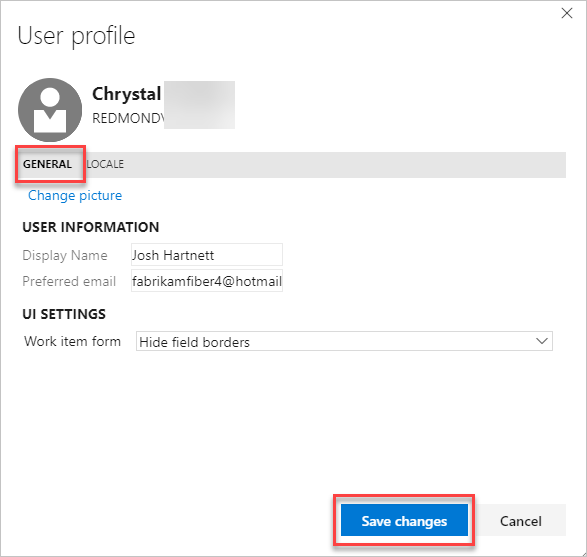 User profile
Chrystal
REDMOND\
GENERAL LOCALE
Change picture
USER INFORMATION
Display Name Josh Hartnett
Preferred email fabrikamfiber4@hotmail
UI SETTINGS
Work item form Hide field borders
Save changes Cancel